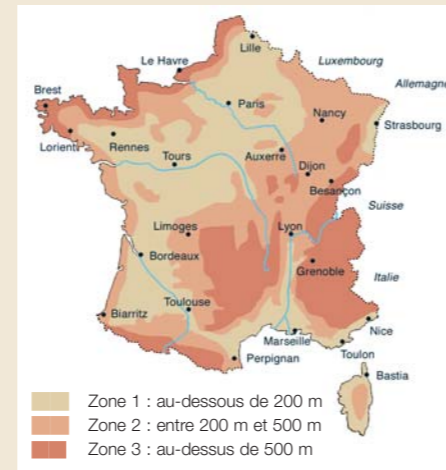 Lille
Luxembourg
Le Havre
Allemagne
Brest
Paris
Nancy
Strasbourg
Lorient
Rennes
Auxerre
Tours
Dijon
Besançon
Suisse
Limoges
Lyon
Bordeaux
Grenoble
Italie
Toulouse
Biarritz
Nice
Marseille
Toulon
Perpignan
Bastia
Zone 1 : au-dessous de 200 m
Zone 2 : entre 200 m et 500 m
Zone 3 : au-dessus de 500 m